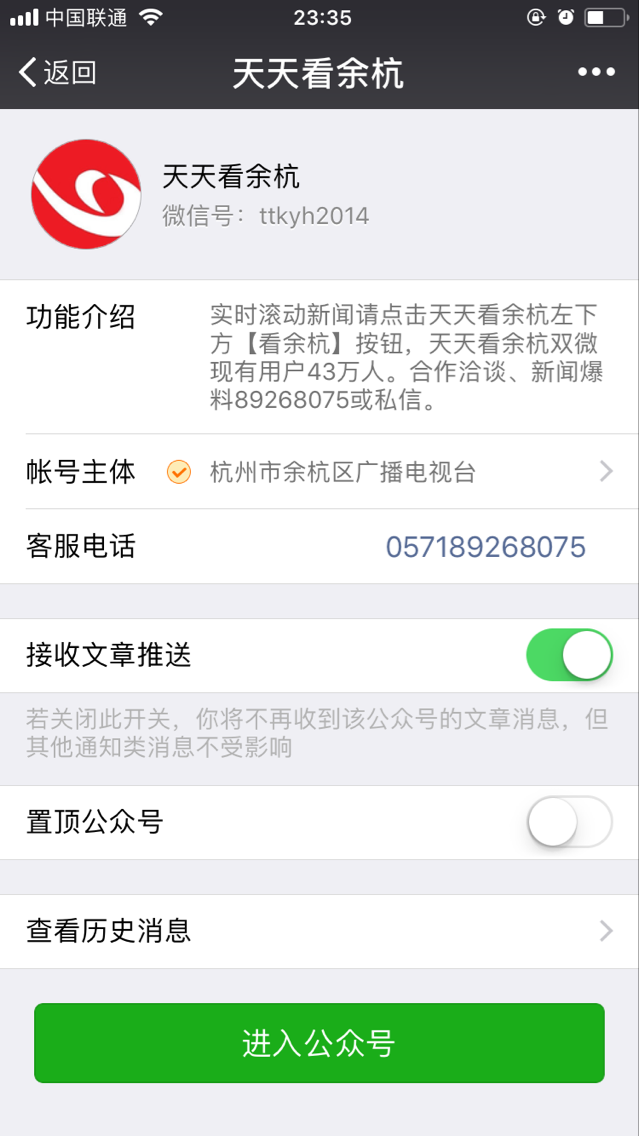 中国联通
23:35
返回
天天看余杭
天天看余杭
微信号：ttkyh2014
功能介绍
实时滚动新闻请点击天天看余杭左下
方【看余杭】按钮，天天看余杭双微
现有用户43万人。合作洽谈、新闻爆
料89268075或私信。
帐号主体
杭州市余杭区广播电视台
客服电话
057189268075
接收文章推送
若关闭此开关，你将不再收到该公众号的文章消息，但
其他通知类消息不受影响
置顶公众号
查看历史消息
进入公众号